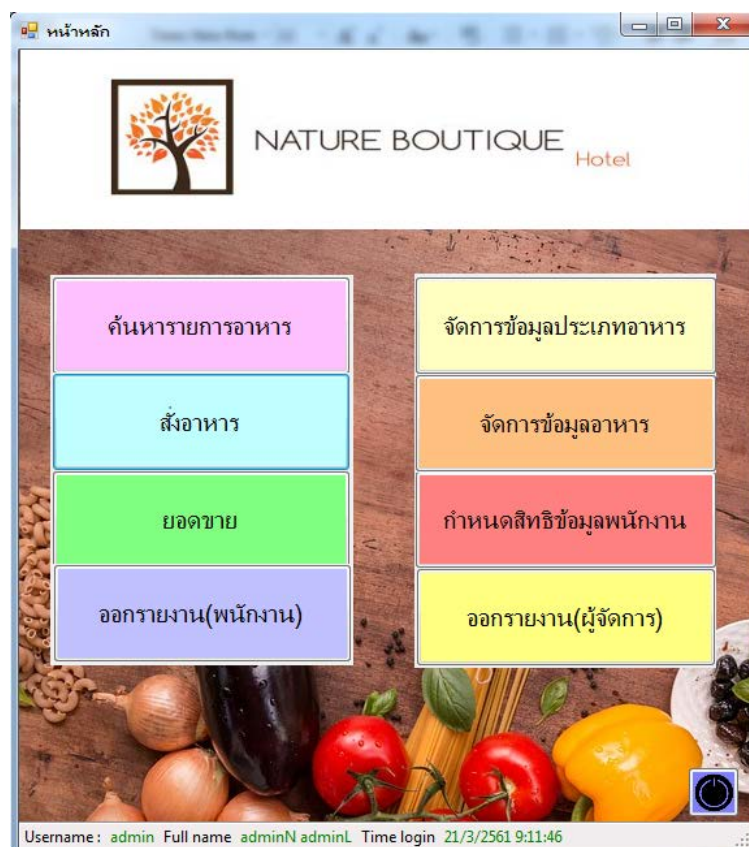 หน้าหลัก
NATURE BOUTIQUE Hotel
ค้นหารายการอาหาร
สั่งอาหาร
ยอดขาย
ออกรายงาน(พนักงาน)
จัดการข้อมูลประเภทอาหาร
จัดการข้อมูลอาหาร
กำหนดสิทธิข้อมูลพนักงาน
ออกรายงาน(ผู้จัดการ)
Username : admin Full name adminN adminL Time login 21/3/2561 9:11:46